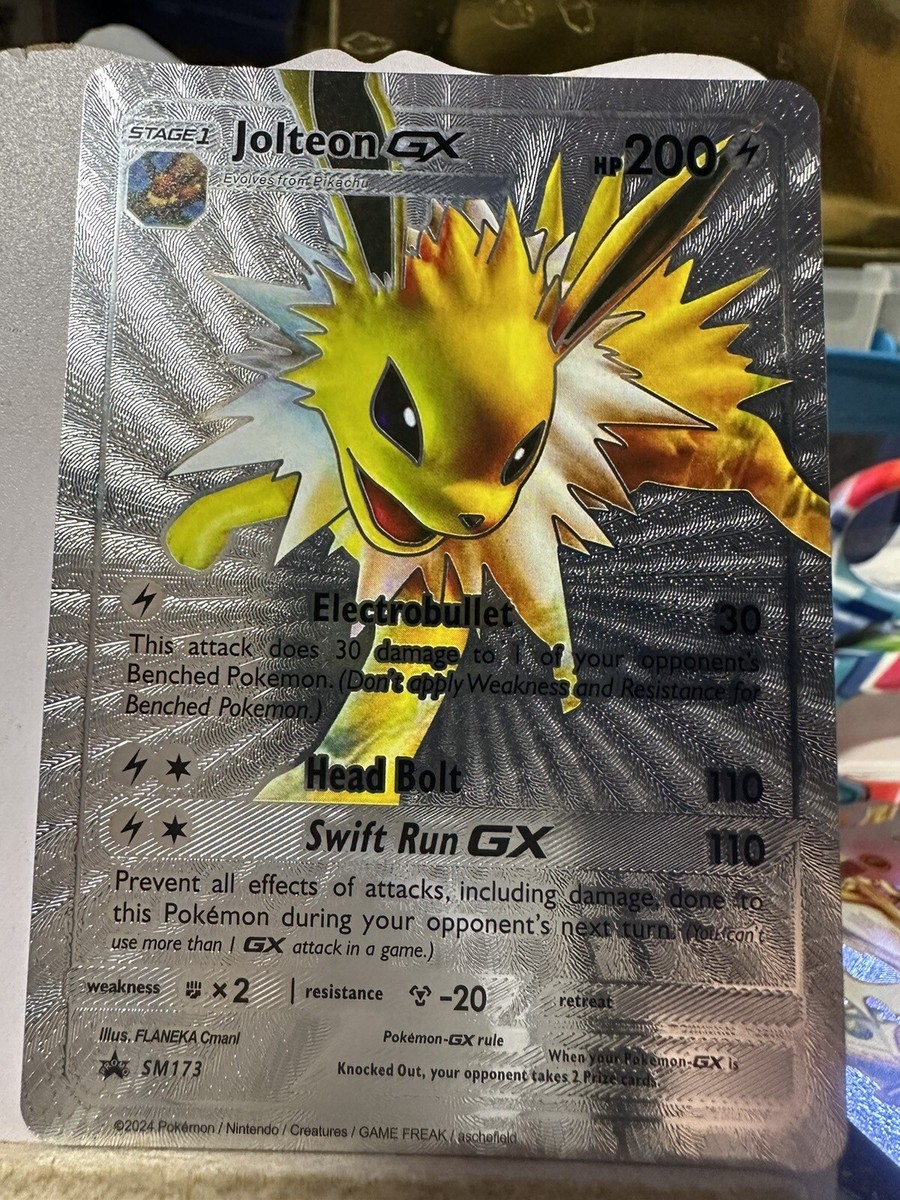 STAGE 1 Jolteon GX HP 200
Evolves from Pikachu
Electrobullet 30
This attack does 30 damage to 1 of your opponent's
Benched Pokemon. (Don't apply Weakness and Resistance for
Benched Pokemon.)
Head Bolt 110
Swift Run GX 110
Prevent all effects of attacks, including damage, done to
this Pokémon during your opponent's next turn. (You can't
use more than 1 GX attack in a game.)
weakness ×2 | resistance -20 retreat
Illus. FLANEKA Cmanl Pokémon-GX rule
When your Pokemon-GX is
SM173 Knocked Out, your opponent takes 2 Prize cards.
©2024 Pokémon / Nintendo / Creatures / GAME FREAK / aschefield